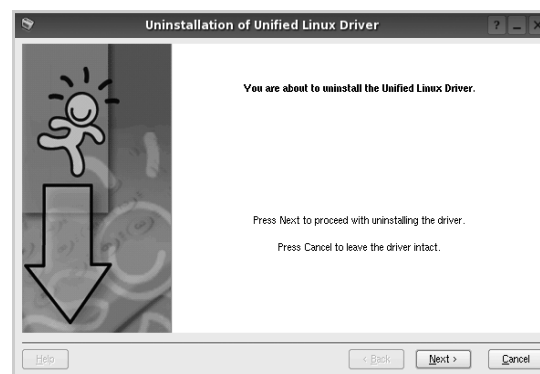 Uninstallation of Unified Linux Driver
You are about to uninstall the Unified Linux Driver.
Press Next to proceed with uninstalling the driver.
Press Cancel to leave the driver intact.
Help
< Back
Next >
Cancel